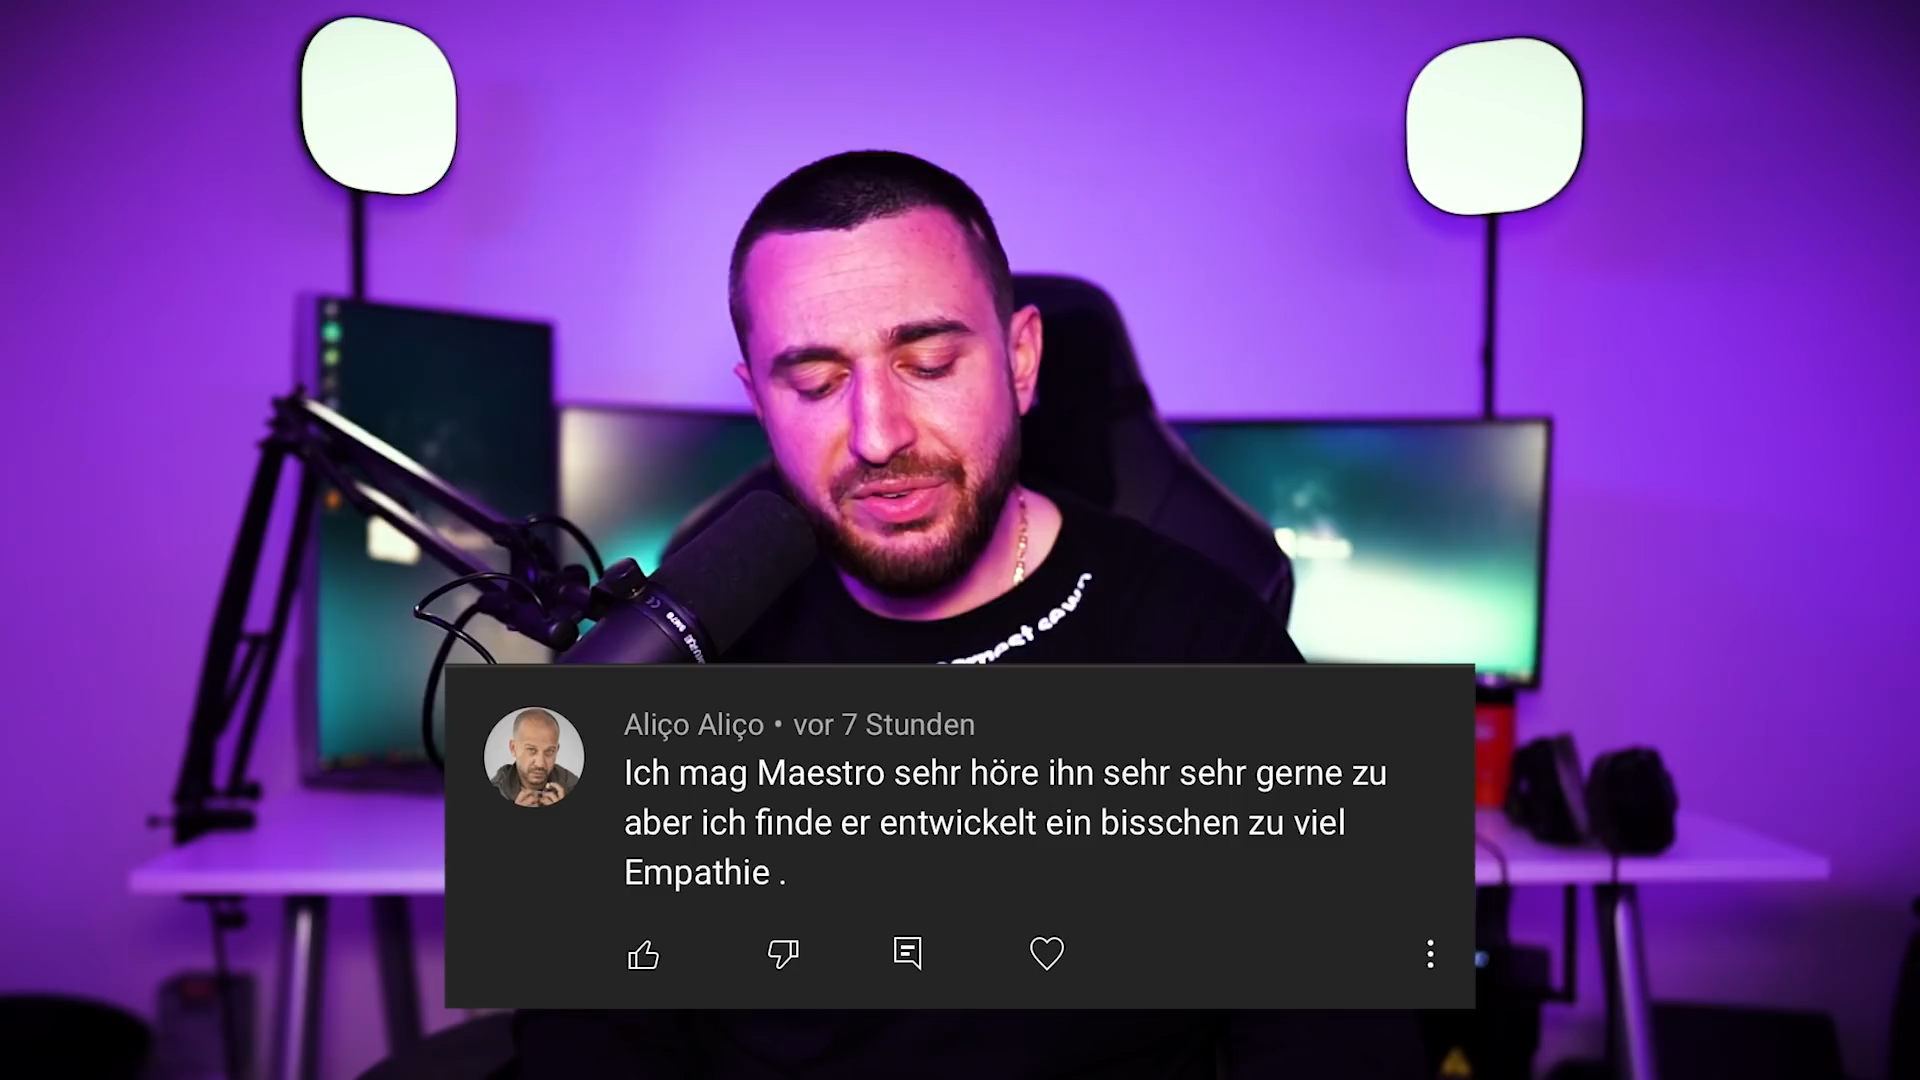 Aliço Aliço • vor 7 Stunden
Ich mag Maestro sehr höre ihn sehr sehr gerne zu
aber ich finde er entwickelt ein bisschen zu viel
Empathie .